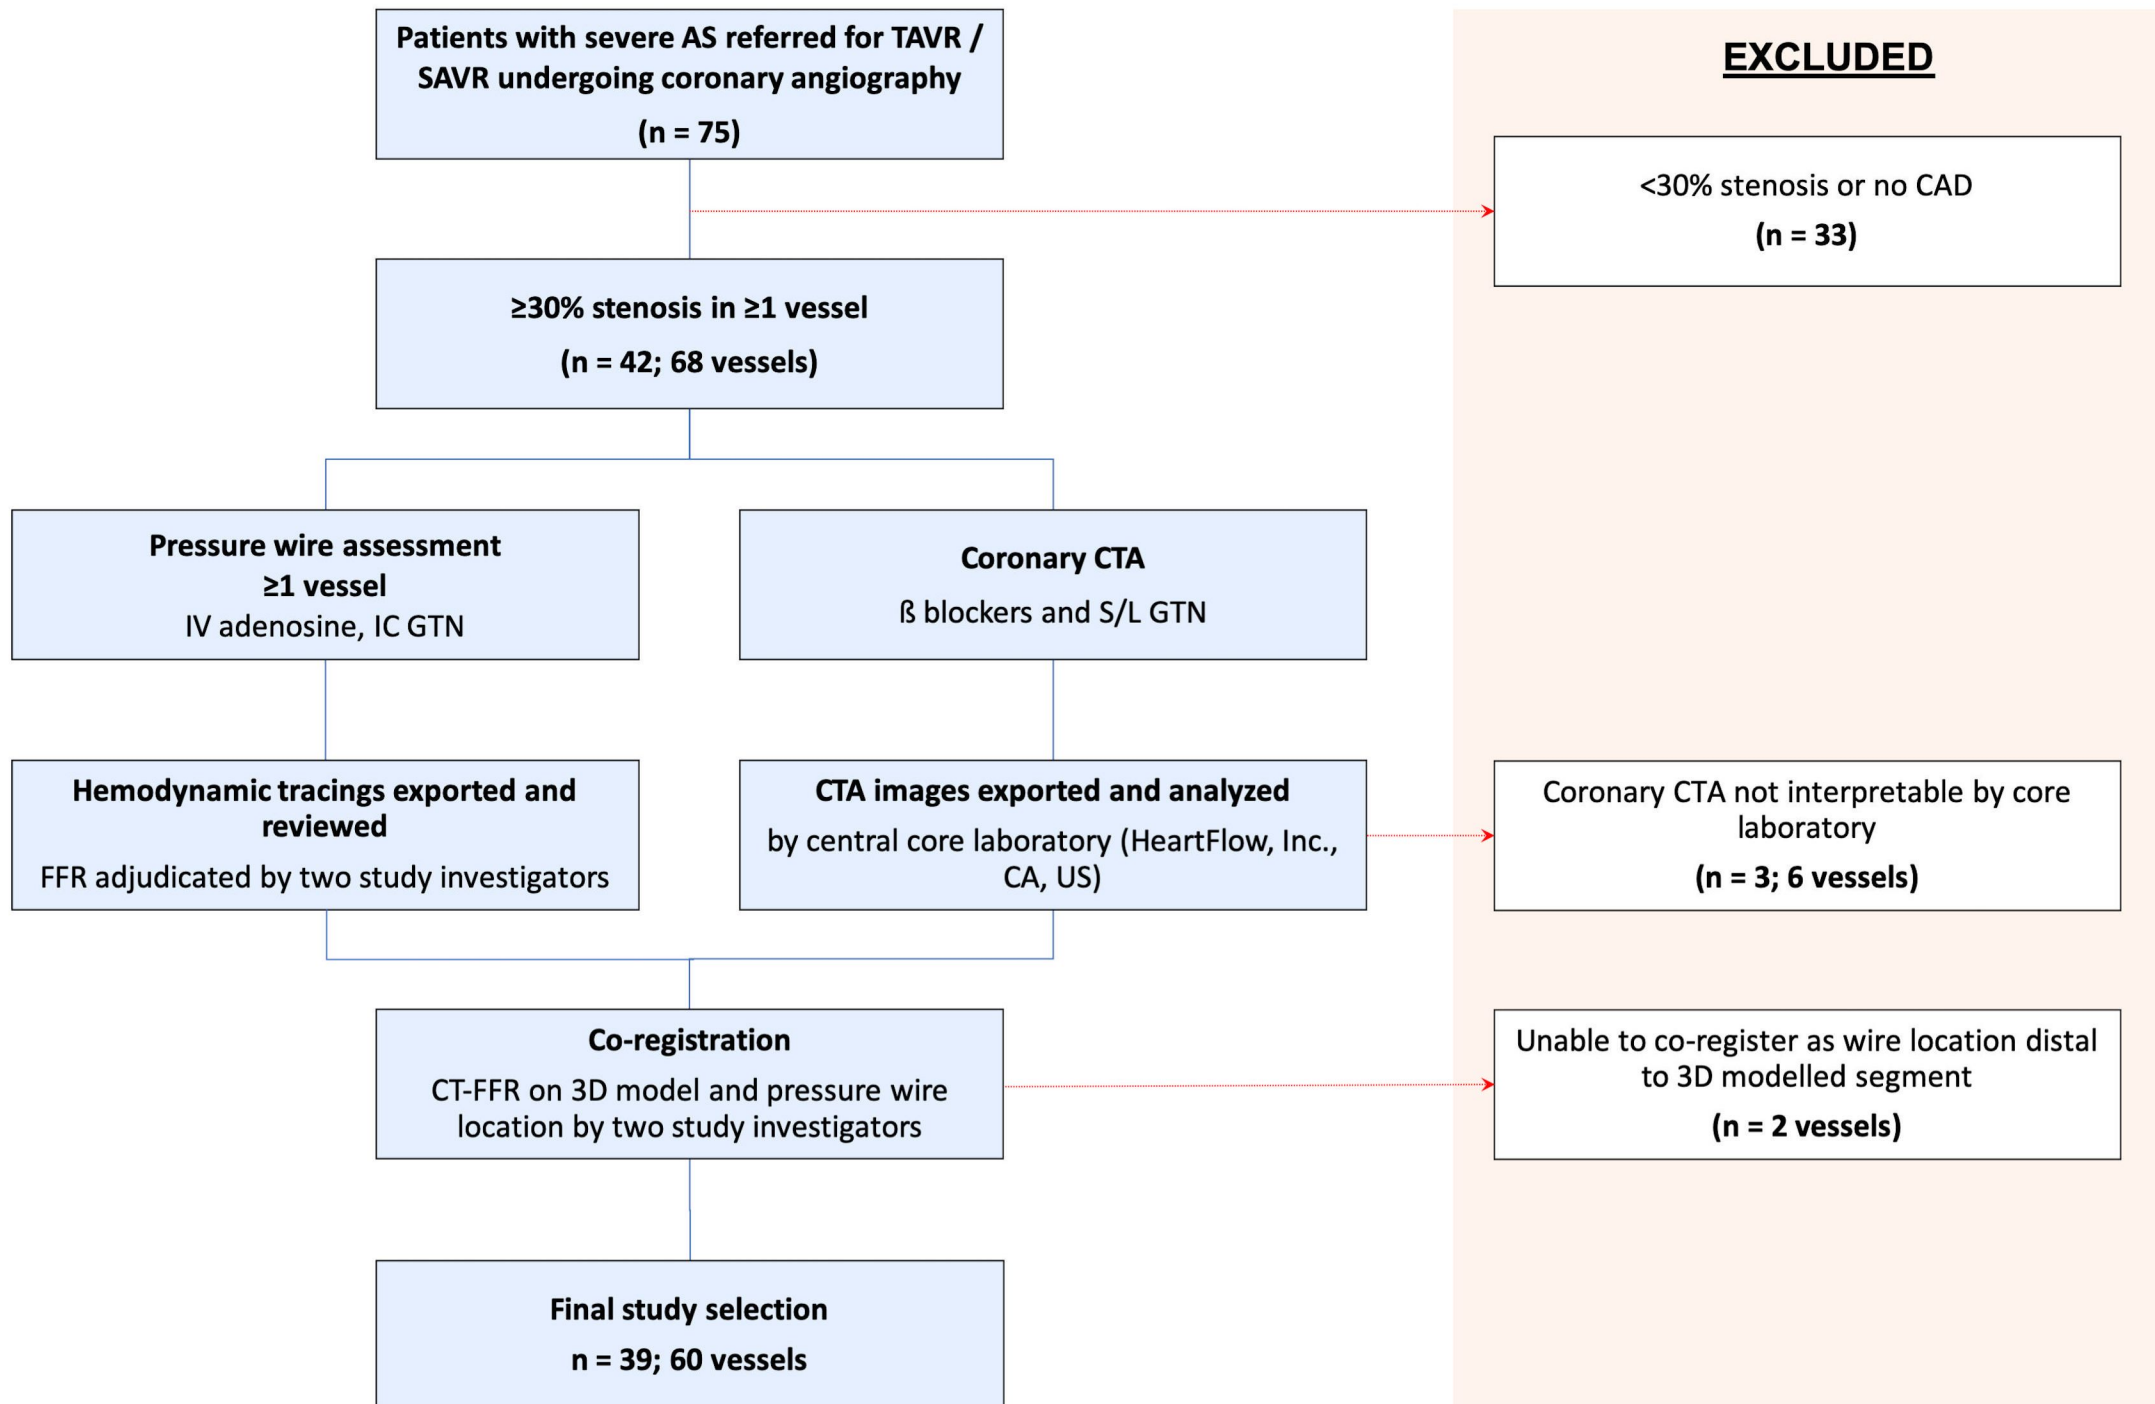 Patients with severe AS referred for TAVR /
SAVR undergoing coronary angiography
(n = 75)
EXCLUDED
<30% stenosis or no CAD
(n = 33)
≥30% stenosis in ≥1 vessel
(n = 42; 68 vessels)
Pressure wire assessment
≥1 vessel
IV adenosine, IC GTN
Coronary CTA
ß blockers and S/L GTN
Hemodynamic tracings exported and
reviewed
FFR adjudicated by two study investigators
CTA images exported and analyzed
by central core laboratory (HeartFlow, Inc.,
CA, US)
Coronary CTA not interpretable by core
laboratory
(n = 3; 6 vessels)
Co-registration
CT-FFR on 3D model and pressure wire
location by two study investigators
Unable to co-register as wire location distal
to 3D modelled segment
(n = 2 vessels)
Final study selection
n = 39; 60 vessels